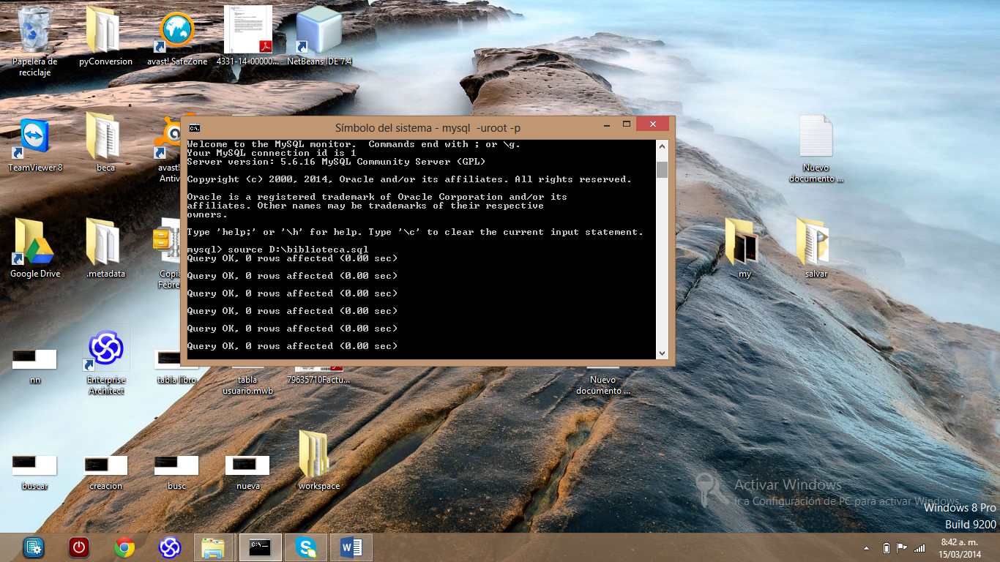 Papelera de
reciclaje
pyConversion
avast! SafeZone
4331-14-00000...
NetBeans IDE 7.4
TeamViewer 8
beca
avast!
Antiv
Nuevo
documento ...
Google Drive
.metadata
Copia
Febre
my
salvar
Símbolo del sistema - mysql -uroot -p
Welcome to the MySQL monitor.  Commands end with ; or \g.
Your MySQL connection id is 1
Server version: 5.6.16 MySQL Community Server (GPL)
Copyright (c) 2000, 2014, Oracle and/or its affiliates. All rights reserved.
Oracle is a registered trademark of Oracle Corporation and/or its
affiliates. Other names may be trademarks of their respective
owners.
Type 'help;' or '\h' for help. Type '\c' to clear the current input statement.
mysql> source D:\biblioteca.sql
Query OK, 0 rows affected (0.00 sec)
Query OK, 0 rows affected (0.00 sec)
Query OK, 0 rows affected (0.00 sec)
Query OK, 0 rows affected (0.00 sec)
Query OK, 0 rows affected (0.00 sec)
Query OK, 0 rows affected (0.00 sec)
nn
Enterprise
Architect
tabla libro
tabla
usuario.mwb
79635710Factu...
Nuevo
documento ...
buscar
creacion
busc
nueva
workspace
Activar Windows
Ir a Configuración de PC para activar Windows.
Windows 8 Pro
Build 9200
8:42 a. m.
15/03/2014